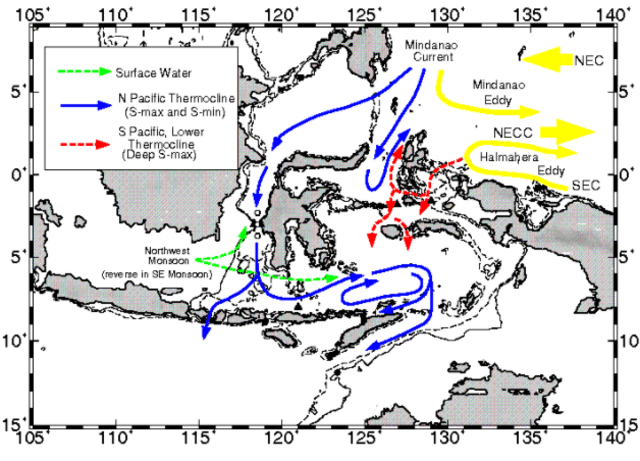 105° 110° 115° 120° 125° 130° 135° 140°
Mindanao
Current
NEC
Surface Water
N Pacific Thermocline
(S-max and S-min)
S Pacific, Lower
Thermocline
(Deep S-max)
5°
Mindanao
Eddy
5°
NECC
Halmahera
Eddy
0°
0°
SEC
Northwest
Monsoon
(reverse in SE Monsoon)
5°
5°
10°
10°
15°
15°
105° 110° 115° 120° 125° 130° 135° 140°